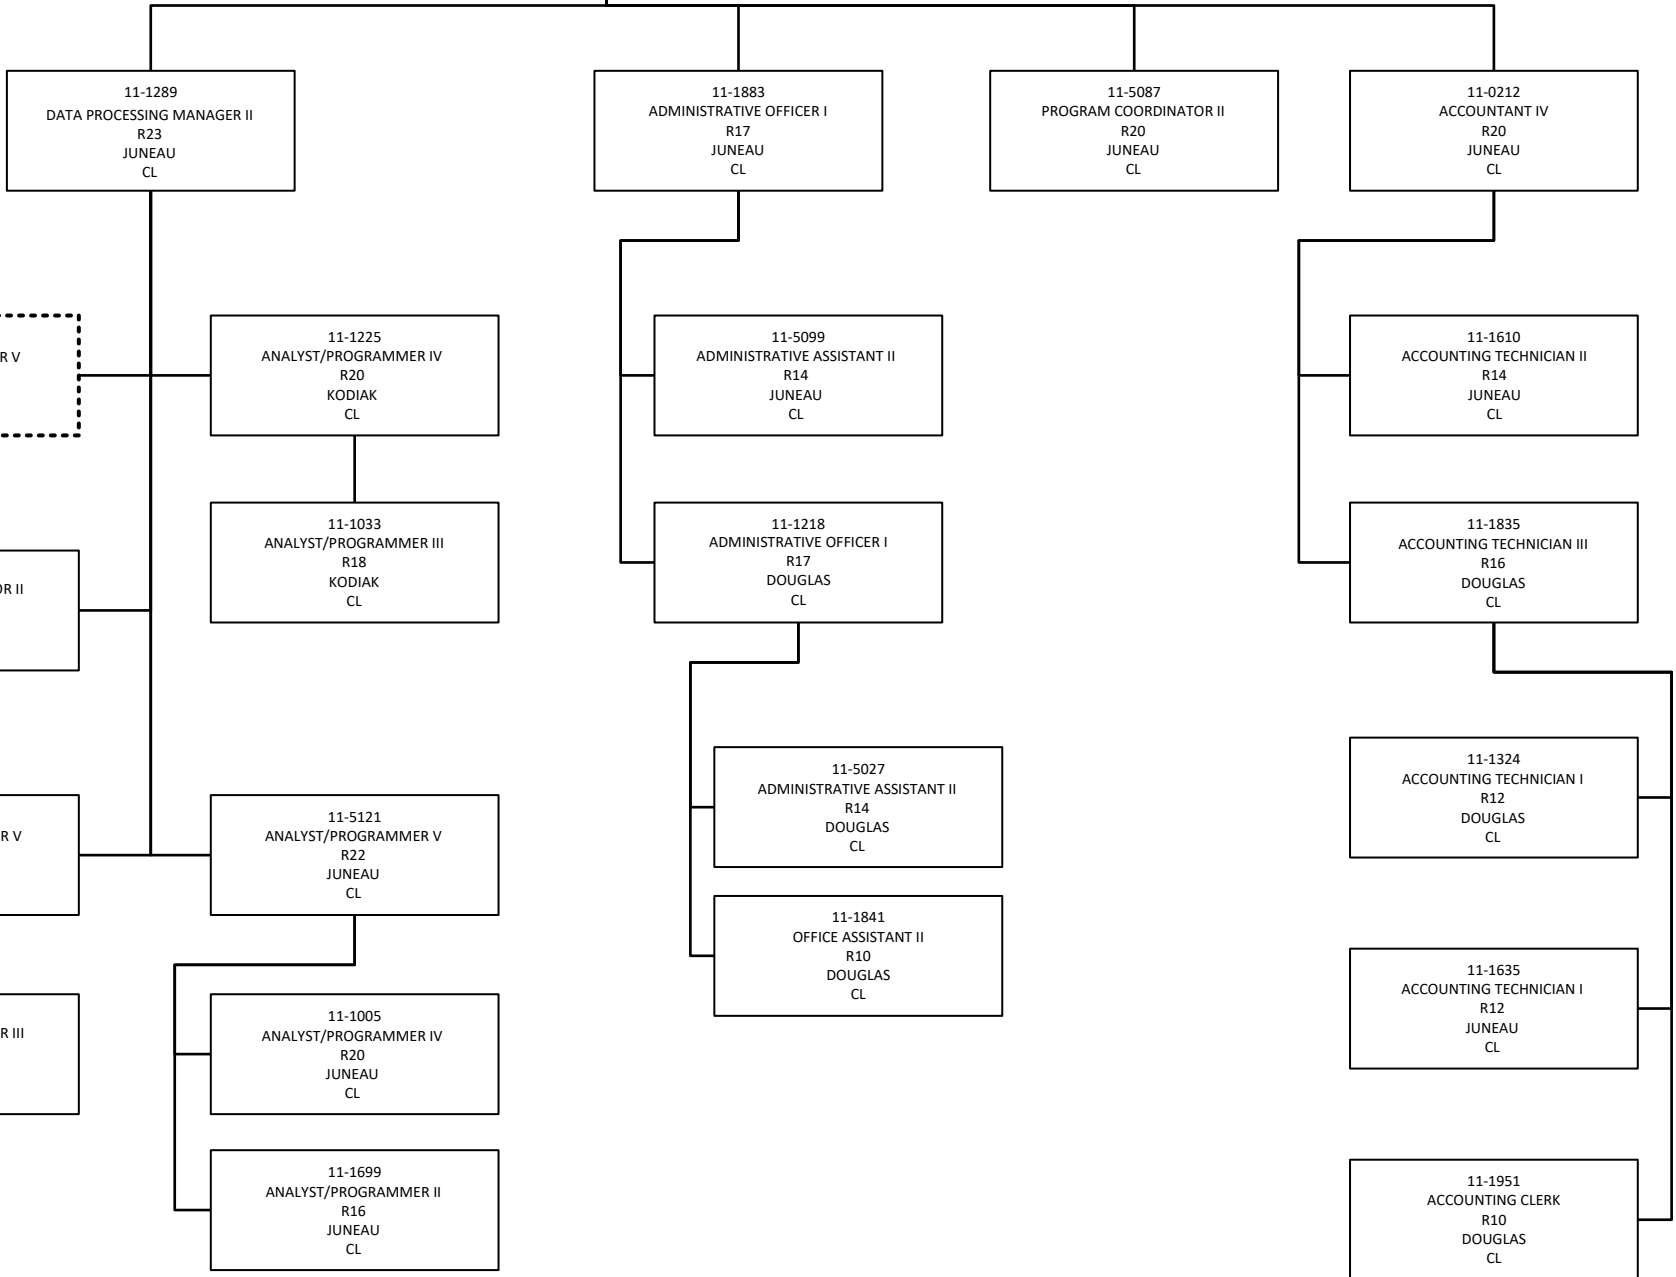 11-1289
DATA PROCESSING MANAGER II
R23
JUNEAU
CL
11-1883
ADMINISTRATIVE OFFICER I
R17
JUNEAU
CL
11-5087
PROGRAM COORDINATOR II
R20
JUNEAU
CL
11-0212
ACCOUNTANT IV
R20
JUNEAU
CL
R V
11-1225
ANALYST/PROGRAMMER IV
R20
KODIAK
CL
11-5099
ADMINISTRATIVE ASSISTANT II
R14
JUNEAU
CL
11-1610
ACCOUNTING TECHNICIAN II
R14
JUNEAU
CL
11-1033
ANALYST/PROGRAMMER III
R18
KODIAK
CL
11-1218
ADMINISTRATIVE OFFICER I
R17
DOUGLAS
CL
11-1835
ACCOUNTING TECHNICIAN III
R16
DOUGLAS
CL
OR II
11-5027
ADMINISTRATIVE ASSISTANT II
R14
DOUGLAS
CL
11-1324
ACCOUNTING TECHNICIAN I
R12
DOUGLAS
CL
R V
11-5121
ANALYST/PROGRAMMER V
R22
JUNEAU
CL
11-1841
OFFICE ASSISTANT II
R10
DOUGLAS
CL
11-1635
ACCOUNTING TECHNICIAN I
R12
JUNEAU
CL
R III
11-1005
ANALYST/PROGRAMMER IV
R20
JUNEAU
CL
11-1699
ANALYST/PROGRAMMER II
R16
JUNEAU
CL
11-1951
ACCOUNTING CLERK
R10
DOUGLAS
CL